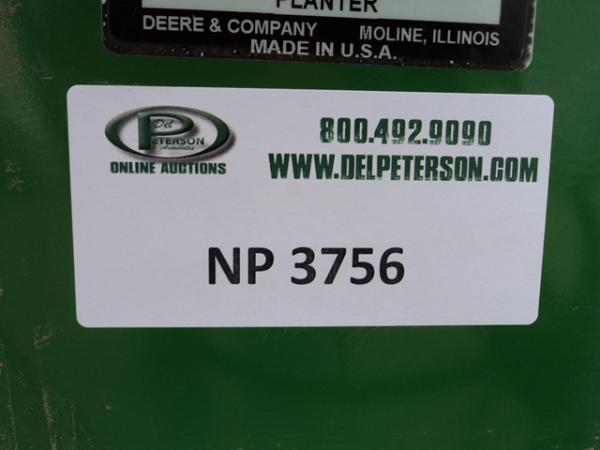 PLANTER
DEERE & COMPANY MOLINE, ILLINOIS
MADE IN U.S.A.
Del
PETERSON
Associates
ONLINE AUCTIONS
800.492.9090
WWW.DELPETERSON.COM
NP 3756